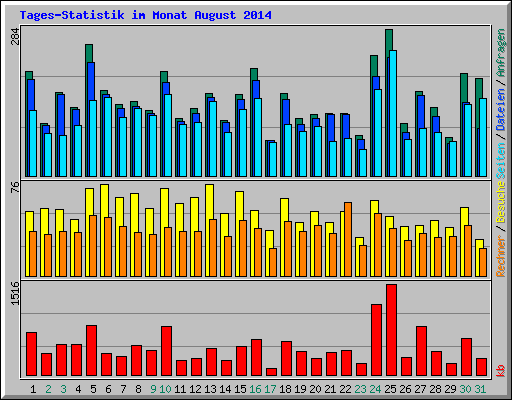 Tages-Statistik im Monat August 2014
284
76
1516
Seiten / Dateien / Anfragen
Rechner / Besuche
kb
1 2 3 4 5 6 7 8 9 10 11 12 13 14 15 16 17 18 19 20 21 22 23 24 25 26 27 28 29 30 31